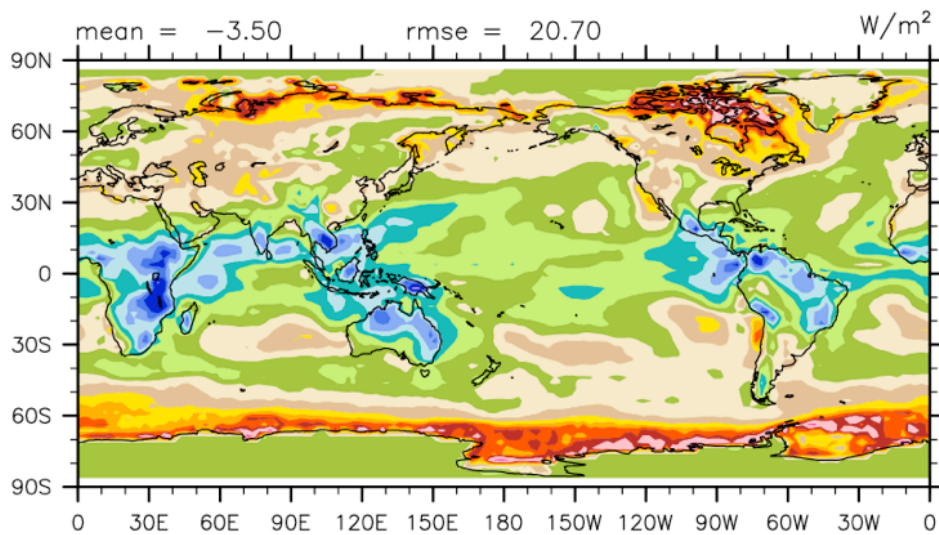 mean = -3.50 rmse = 20.70 W/m²
90N
60N
30N
0
30S
60S
90S
0 30E 60E 90E 120E 150E 180 150W 120W 90W 60W 30W 0